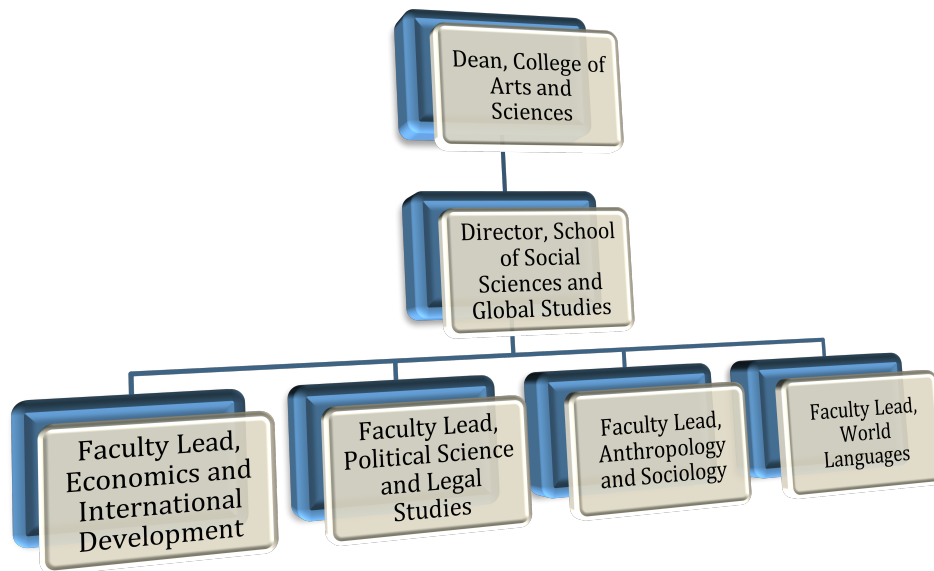 Dean, College of
Arts and
Sciences
Director, School
of Social
Sciences and
Global Studies
Faculty Lead,
Economics and
International
Development
Faculty Lead,
Political Science
and Legal
Studies
Faculty Lead,
Anthropology
and Sociology
Faculty Lead,
World
Languages